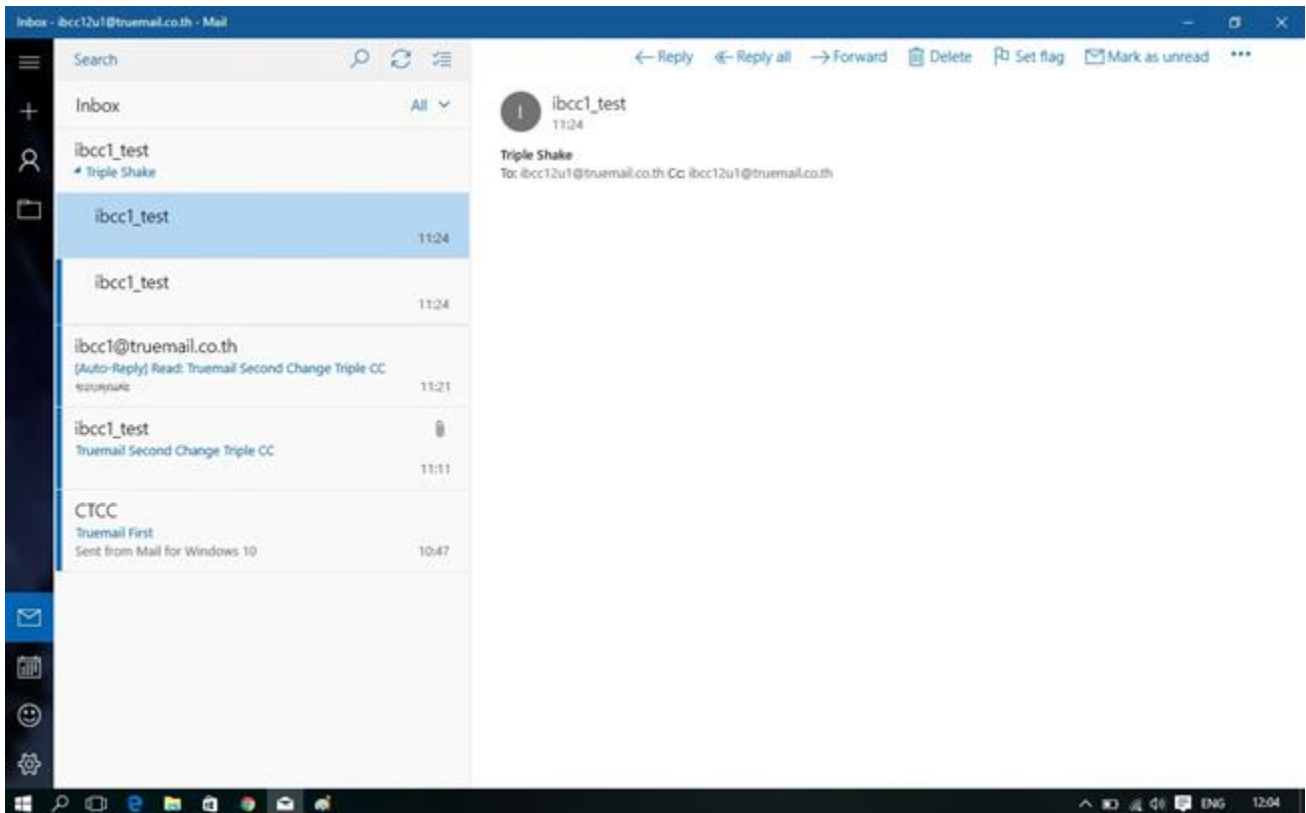 Inbox - ibcc12u1@truemail.co.th - Mail
Search
Reply
Reply all
Forward
Delete
Set flag
Mark as unread
Inbox
All
I
ibcc1_test
11:24
Triple Shake
To: ibcc12u1@truemail.co.th Cc: ibcc12u1@truemail.co.th
ibcc1_test
Triple Shake
ibcc1_test
11:24
ibcc1_test
11:24
ibcc1@truemail.co.th
[Auto-Reply] Read: Truemail Second Change Triple CC
11:21
ibcc1_test
Truemail Second Change Triple CC
11:11
CTCC
Truemail First
Sent from Mail for Windows 10
10:47
ENG
12:04